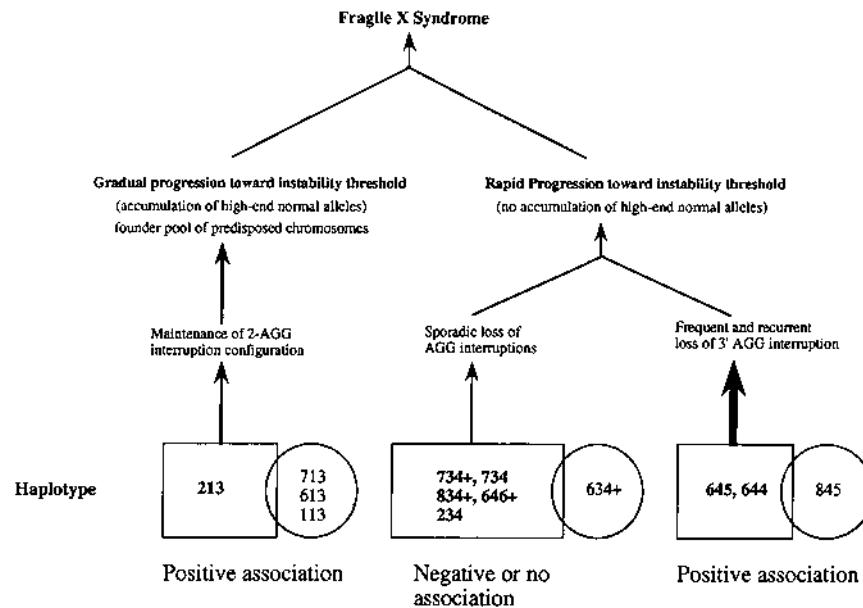 Fragile X Syndrome
Gradual progression toward instability threshold
(accumulation of high-end normal alleles)
founder pool of predisposed chromosomes
Rapid Progression toward instability threshold
(no accumulation of high-end normal alleles)
Maintenance of 2-AGG
interruption configuration
Sporadic loss of
AGG interruptions
Frequent and recurrent
loss of 3' AGG interruption
Haplotype
213
713
613
113
734+, 734
834+, 646+
234
634+
645, 644
845
Positive association
Negative or no
association
Positive association